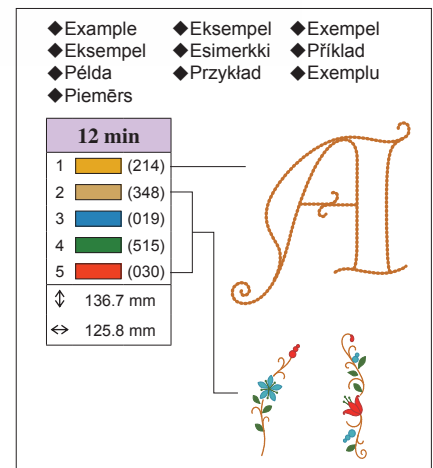 ◆Example ◆Eksempel ◆Exempel
◆Eksempel ◆Esimerkki ◆Příklad
◆Példa ◆Przykład ◆Exemplu
◆Piemērs
12 min
1 (214)
2 (348)
3 (019)
4 (515)
5 (030)
136.7 mm
125.8 mm
A